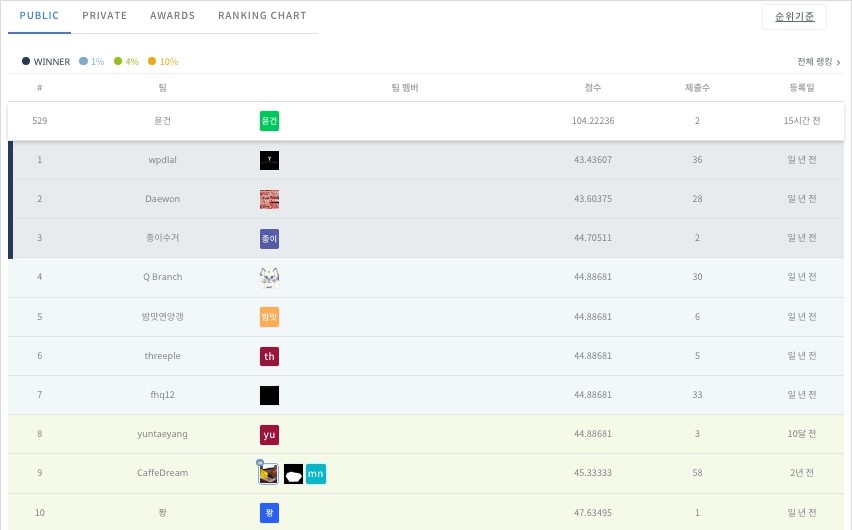 PUBLIC PRIVATE AWARDS RANKING CHART 순위기준
WINNER 1% 4% 10% 전체 랭킹 ›
# 팀 팀 멤버 점수 제출수 등록일
529 윤건 윤건 104.22236 2 15시간 전
1 wpdlal 43.43607 36 일 년 전
2 Daewon 43.60375 28 일 년 전
3 종이수거 종이 44.70511 2 일 년 전
4 Q Branch 44.88681 30 일 년 전
5 밤맛연양갱 밤맛 44.88681 6 일 년 전
6 threeple th 44.88681 5 일 년 전
7 fhq12 44.88681 33 일 년 전
8 yuntaeyang yu 44.88681 3 10달 전
9 CaffeDream mn 45.33333 58 2년 전
10 쫭 쫭 47.63495 1 일 년 전